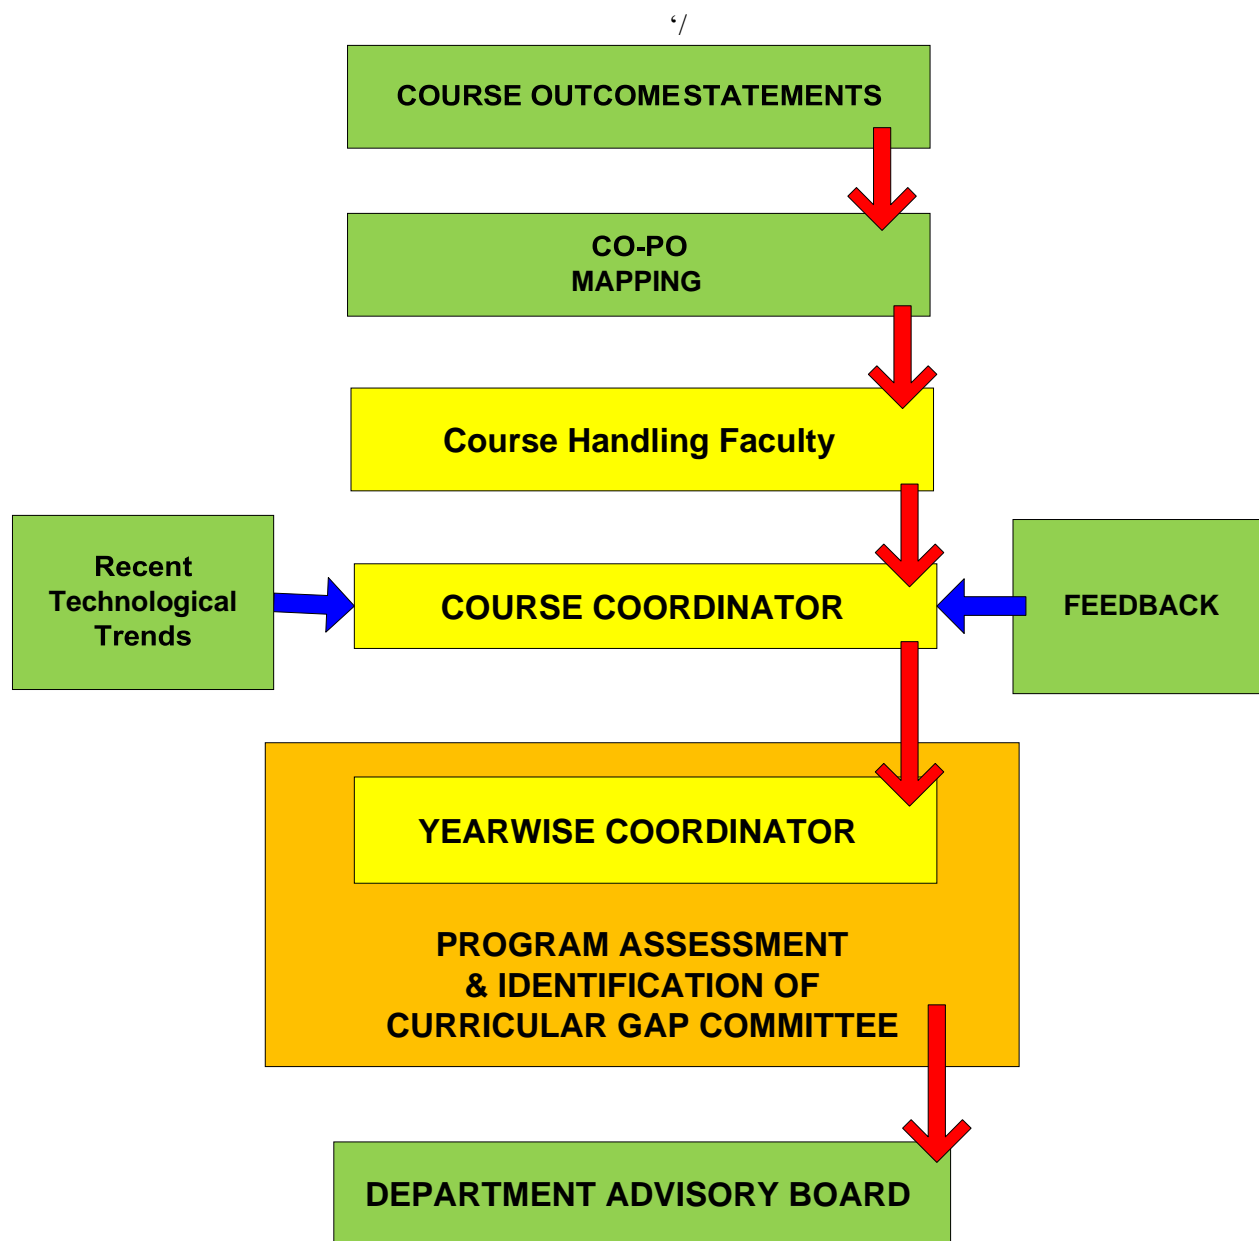 ‘/
COURSE OUTCOMESTATEMENTS
CO-PO
MAPPING
Course Handling Faculty
Recent
Technological
Trends
COURSE COORDINATOR
FEEDBACK
YEARWISE COORDINATOR
PROGRAM ASSESSMENT
& IDENTIFICATION OF
CURRICULAR GAP COMMITTEE
DEPARTMENT ADVISORY BOARD